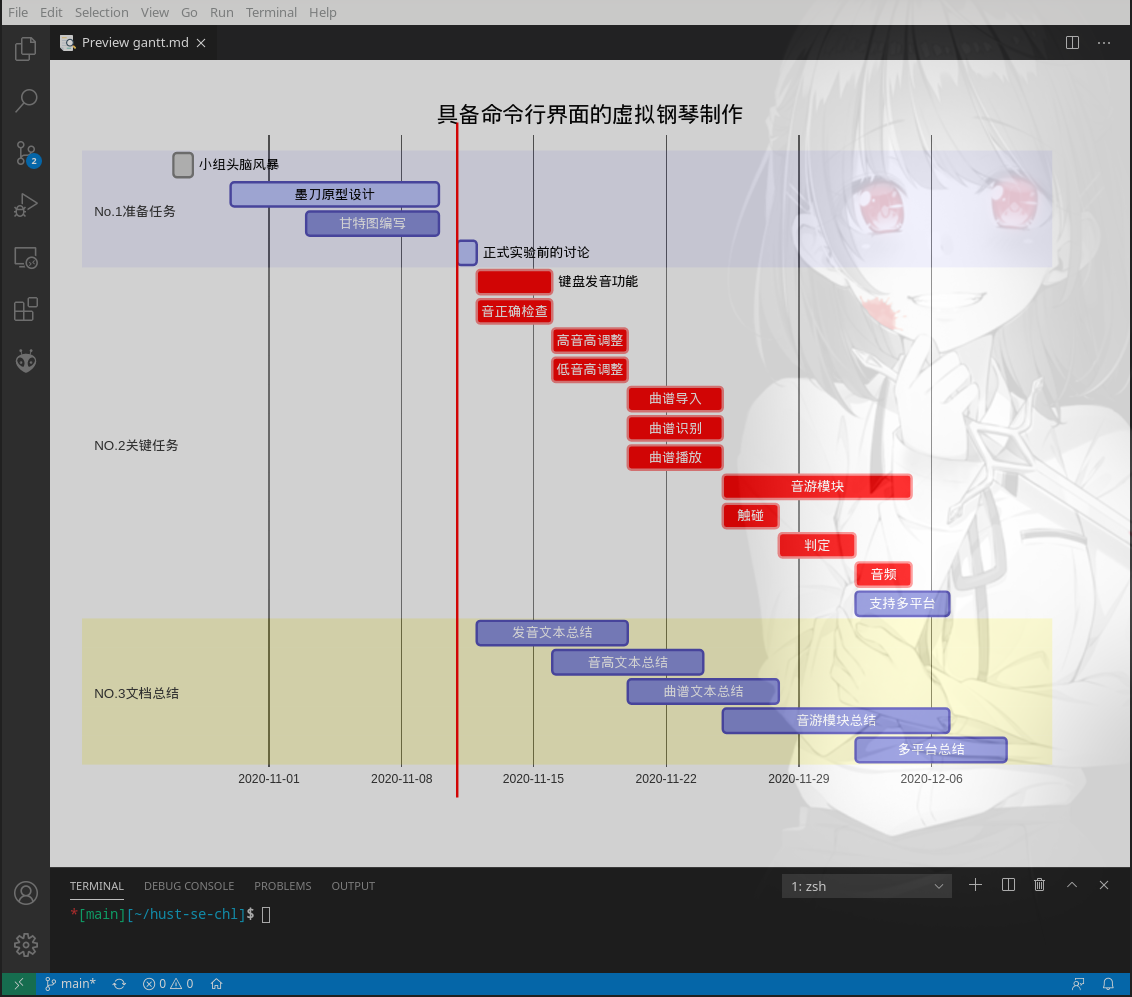 File Edit Selection View Go Run Terminal Help
Preview gantt.md
2
具备命令行界面的虚拟钢琴制作
小组头脑风暴
墨刀原型设计
No.1准备任务
甘特图编写
正式实验前的讨论
键盘发音功能
音正确检查
高音高调整
低音高调整
曲谱导入
曲谱识别
NO.2关键任务
曲谱播放
音游模块
触碰
判定
音频
支持多平台
发音文本总结
音高文本总结
曲谱文本总结
NO.3文档总结
音游模块总结
多平台总结
2020-11-01 2020-11-08 2020-11-15 2020-11-22 2020-11-29 2020-12-06
TERMINAL DEBUG CONSOLE PROBLEMS OUTPUT 1: zsh
*[main][~/hust-se-chl]$
main* 0 0